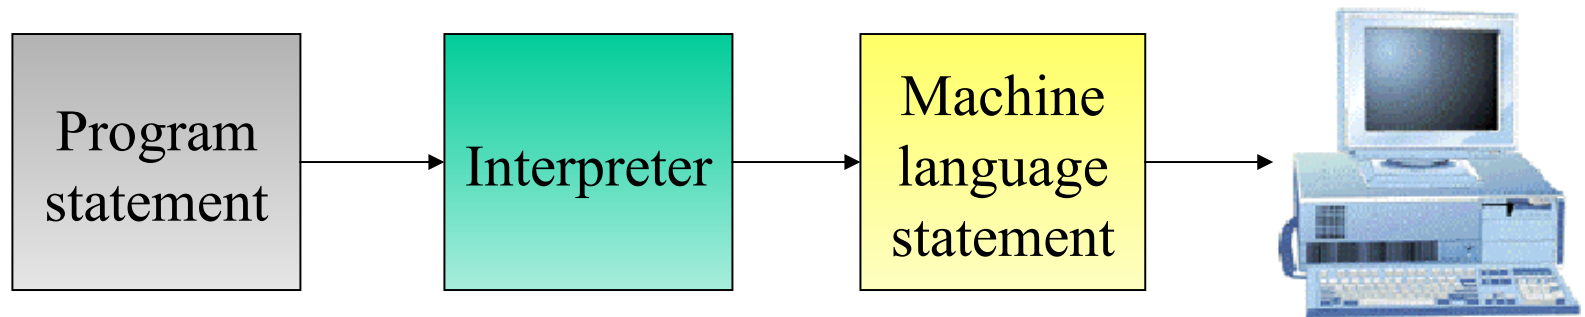 Program
statement
Interpreter
Machine
language
statement